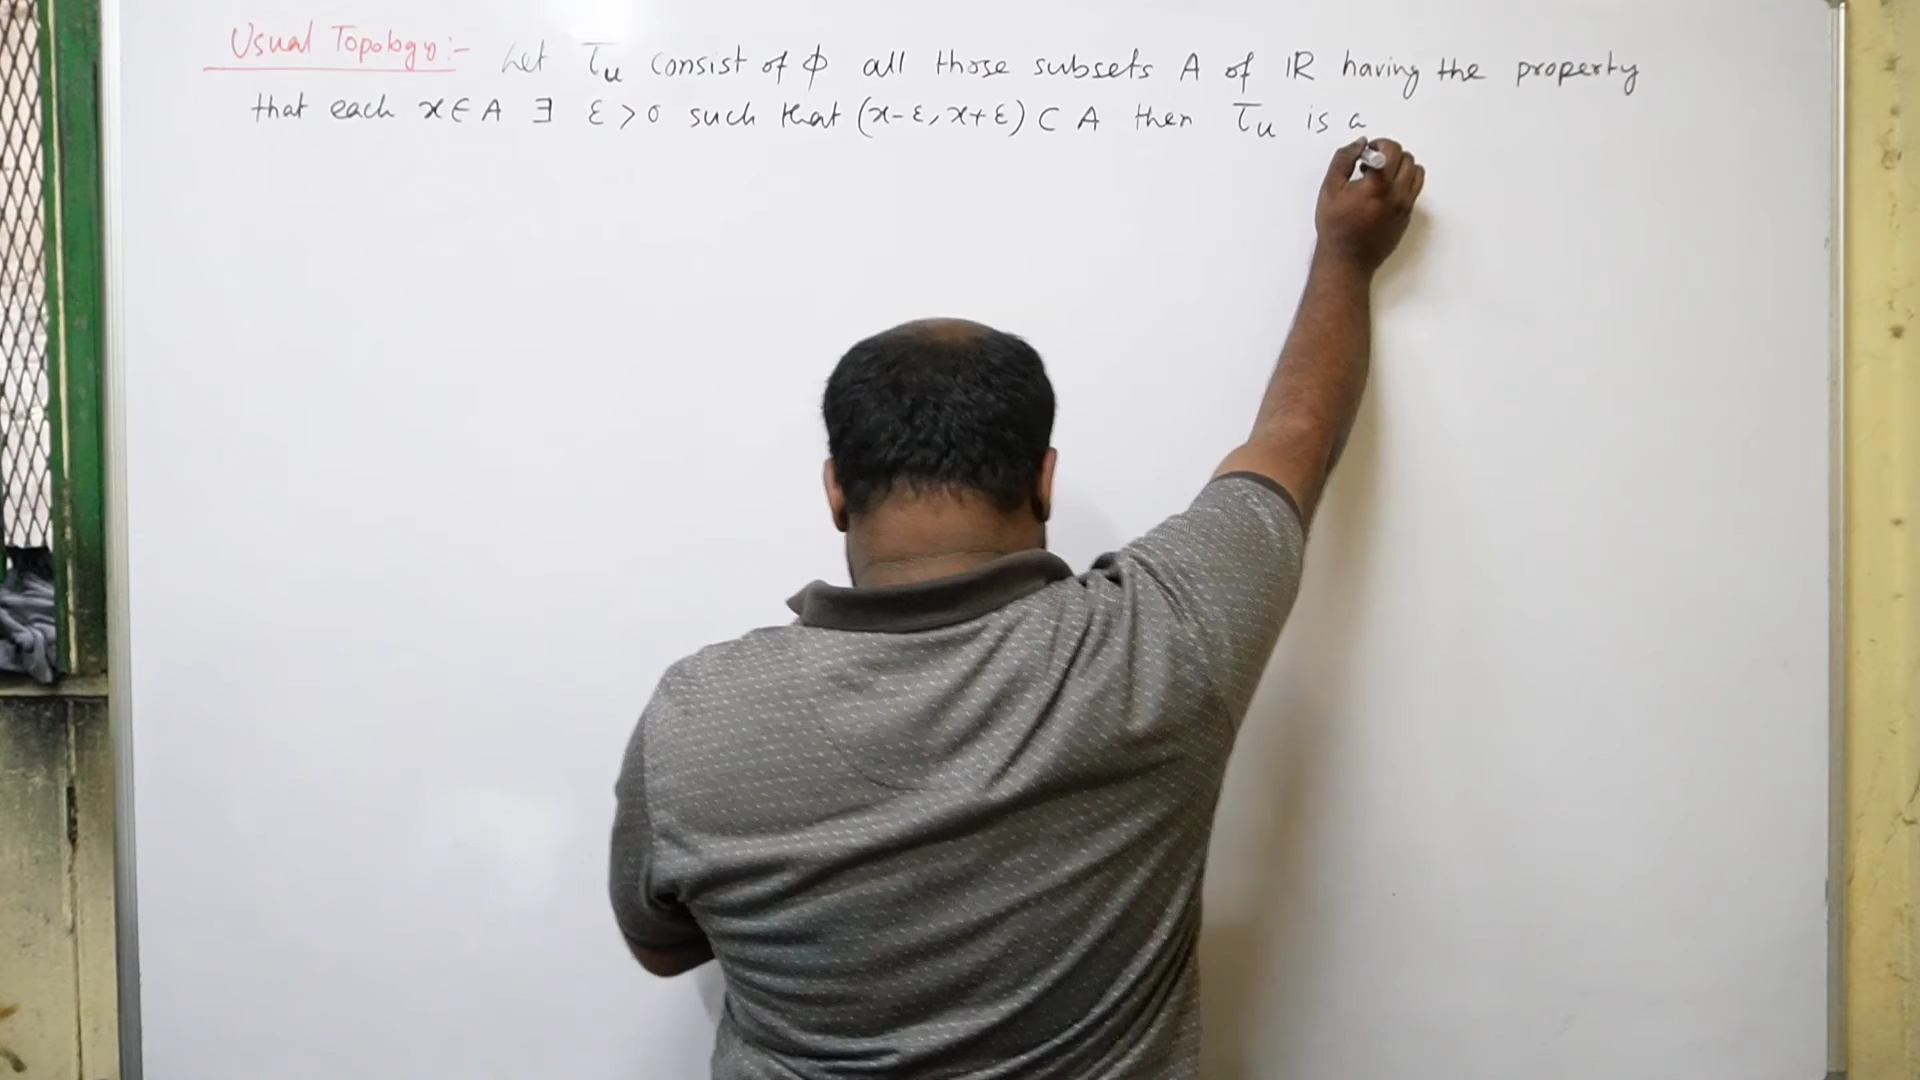 Usual Topology:- Let τu consist of ϕ all those subsets A of ℝ having the property
that each x∈A ∃ ε>0 such that (x-ε, x+ε) ⊂ A then τu is a